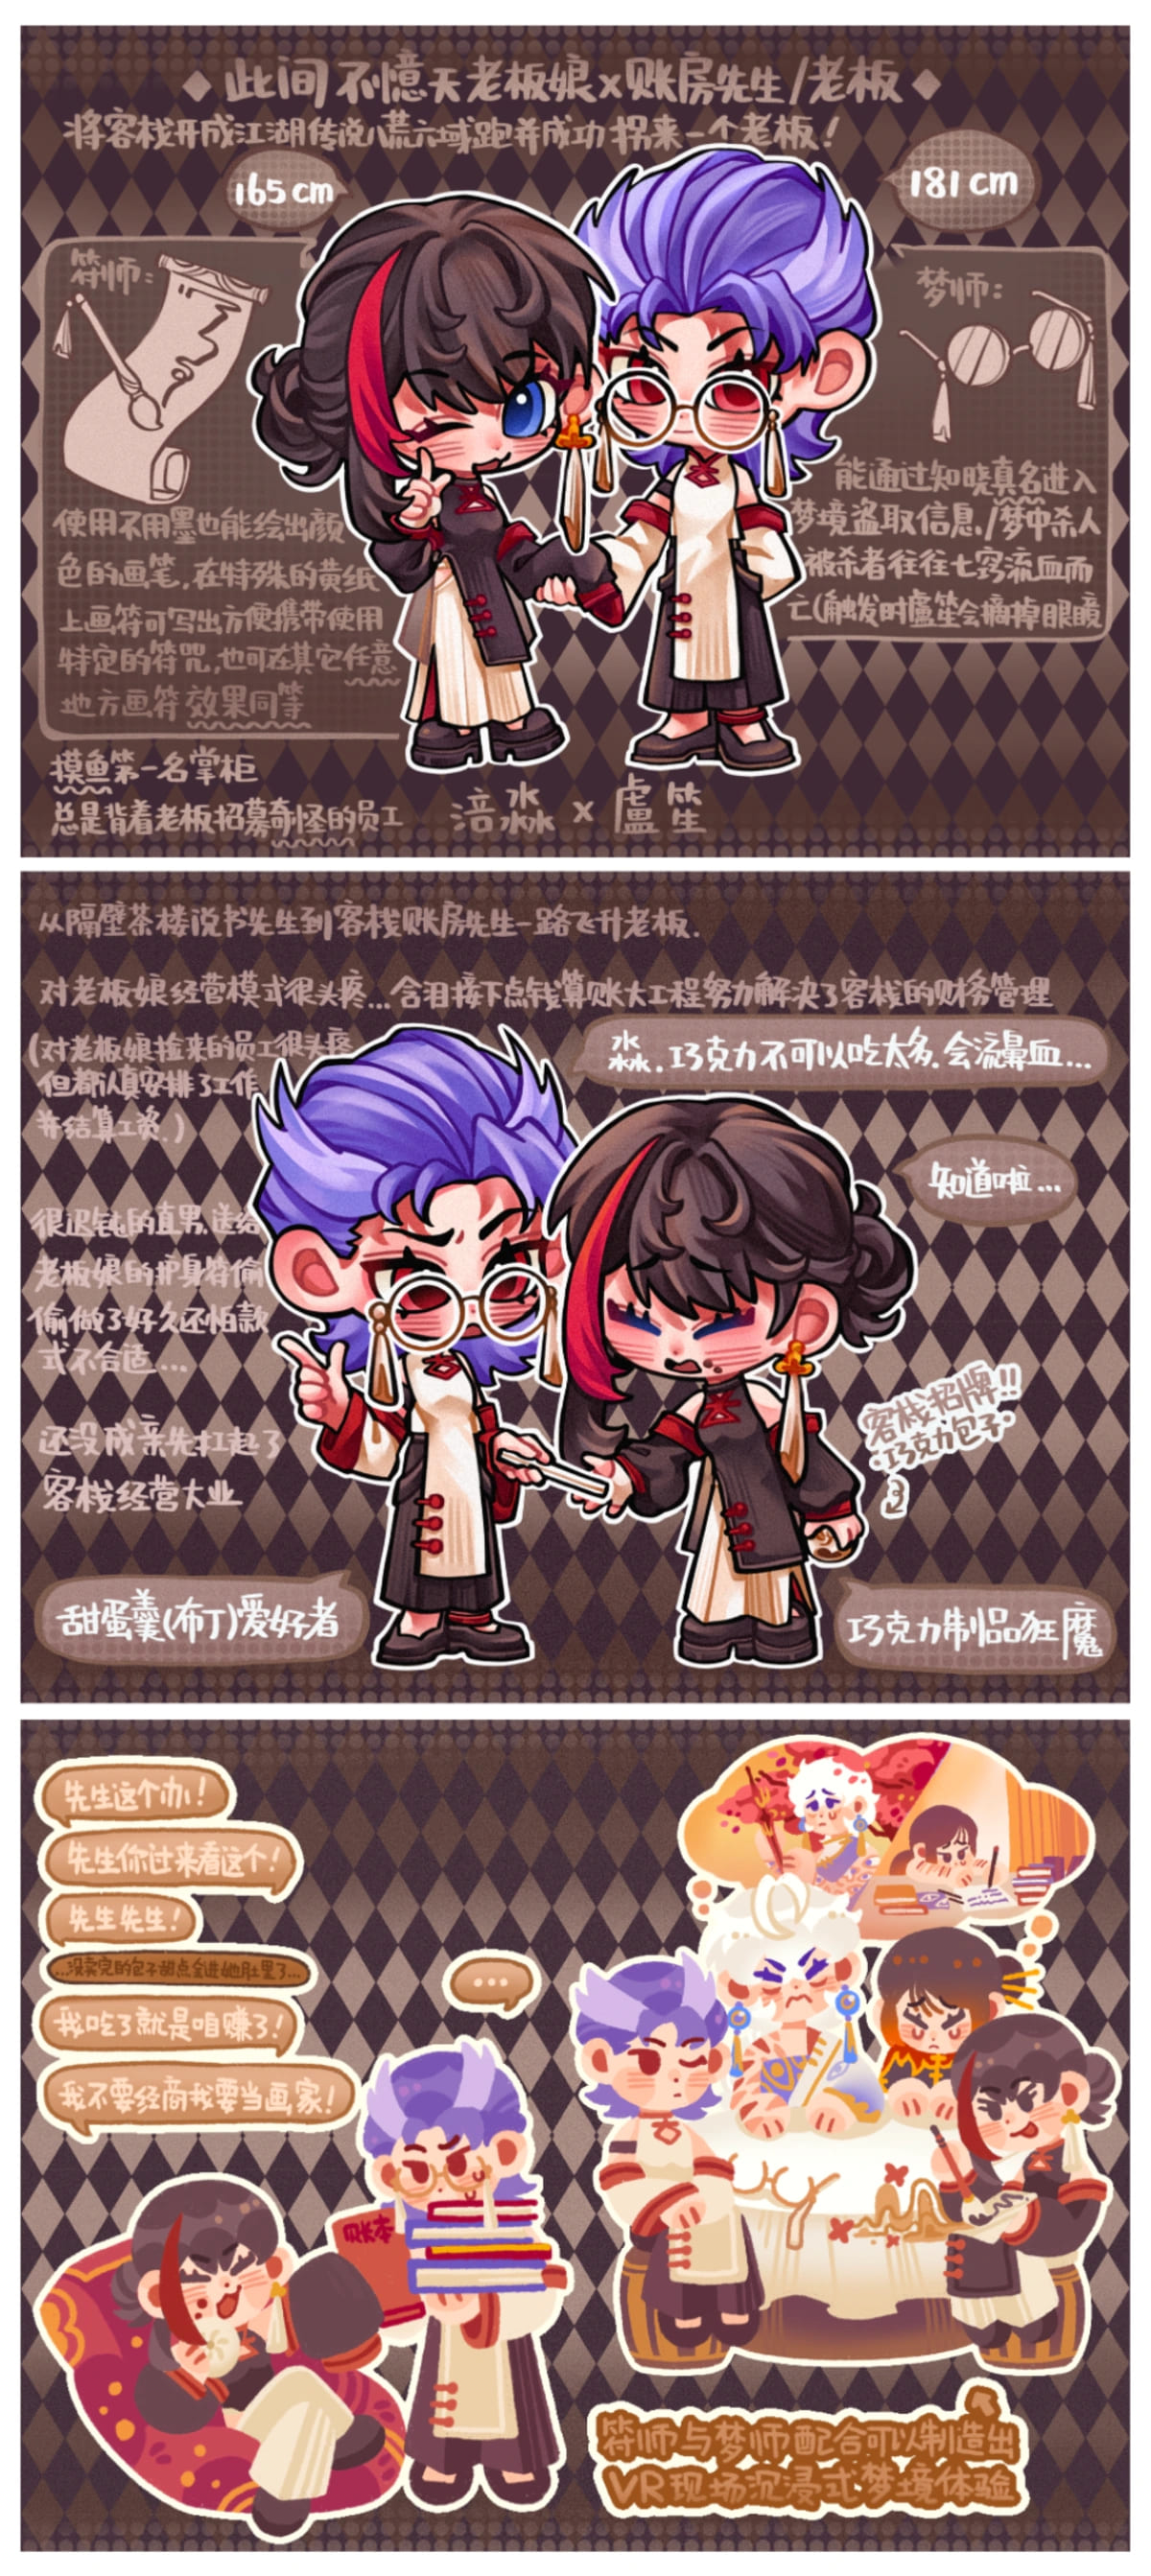 ◆此间不憶天老板娘x账房先生/老板◆
将客栈开成江湖传说八荒六域跑并成功拐来一个老板！
165cm
181cm
符师：
使用不用墨也能绘出颜
色的画笔，在特殊的黄纸
上画符可写出方便携带使用
特定的符咒，也可在其它任意
地方画符效果同等
梦师：
能通过知晓真名进入
梦境盗取信息/梦中杀人
被杀者往往七窍流血而
亡(触发时盧笙会摘掉眼镜
摸鱼第一名掌柜
总是背着老板招募奇怪的员工
涪淼 x 盧笙
从隔壁茶楼说书先生到客栈账房先生一路飞升老板.
对老板娘经营模式很头疼...含泪接下点钱算账大工程努力解决了客栈的财务管理
(对老板娘捡来的员工很头疼
但都认真安排了工作
并结算工资.)
淼.巧克力不可以吃太多.会流鼻血...
知道啦...
很迟钝的直男.送给
老板娘的护身符偷
偷做了好久还怕款
式不合适...
还没成亲先扛起了
客栈经营大业
客栈招牌!!
·巧克力包子·
甜蛋羹(布丁)爱好者
巧克力制品狂魔
先生这个办！
先生你过来看这个！
先生先生！
...没卖完的包子甜点全进她肚里了...
我吃了就是咱赚了！
我不要经商我要当画家！
...
账本
符师与梦师配合可以制造出
VR现场沉浸式梦境体验